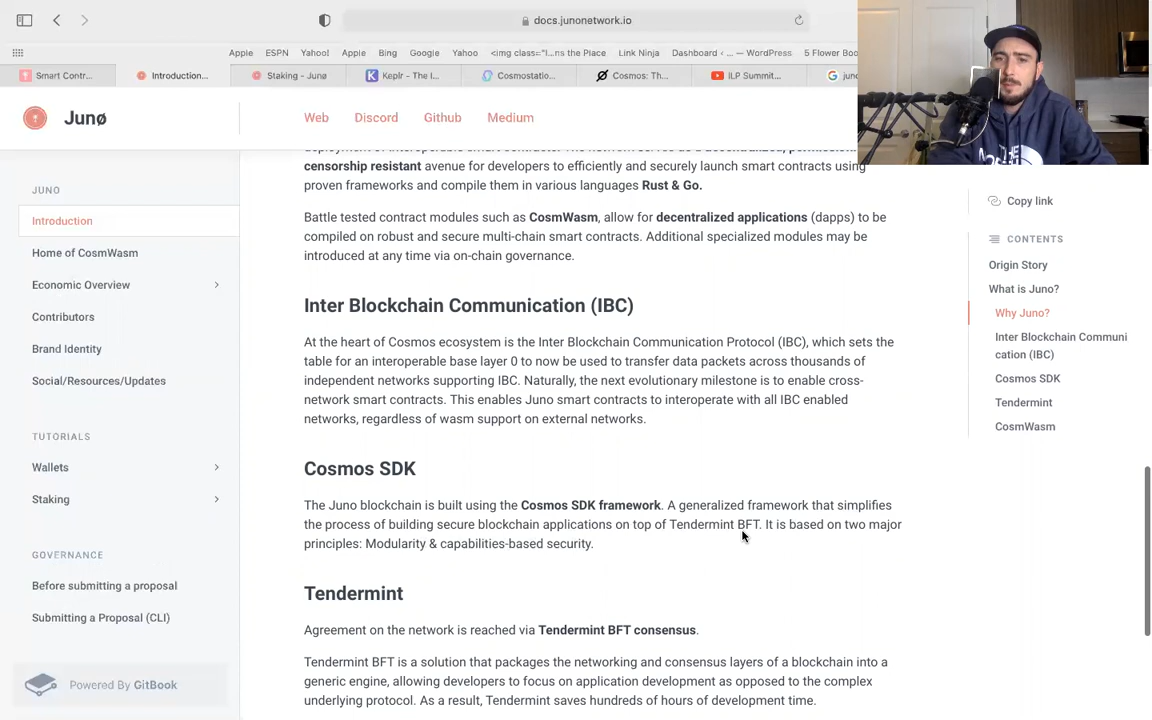 docs.junonetwork.io
Apple ESPN Yahoo! Apple Bing Google Yahoo <img class="l...ns the Place Link Ninja Dashboard ‹ ... — WordPress 5 Flower Bou
Smart Contr... Introduction... Staking - Junø Keplr - The I... Cosmostatio... Cosmos: Th... ILP Summit... jun
Junø
Web Discord Github Medium
JUNO
Introduction
Home of CosmWasm
Economic Overview
Contributors
Brand Identity
Social/Resources/Updates
TUTORIALS
Wallets
Staking
GOVERNANCE
Before submitting a proposal
Submitting a Proposal (CLI)
Powered By GitBook
censorship resistant avenue for developers to efficiently and securely launch smart contracts using
proven frameworks and compile them in various languages Rust & Go.
Battle tested contract modules such as CosmWasm, allow for decentralized applications (dapps) to be
compiled on robust and secure multi-chain smart contracts. Additional specialized modules may be
introduced at any time via on-chain governance.
Inter Blockchain Communication (IBC)
At the heart of Cosmos ecosystem is the Inter Blockchain Communication Protocol (IBC), which sets the
table for an interoperable base layer 0 to now be used to transfer data packets across thousands of
independent networks supporting IBC. Naturally, the next evolutionary milestone is to enable cross-
network smart contracts. This enables Juno smart contracts to interoperate with all IBC enabled
networks, regardless of wasm support on external networks.
Cosmos SDK
The Juno blockchain is built using the Cosmos SDK framework. A generalized framework that simplifies
the process of building secure blockchain applications on top of Tendermint BFT. It is based on two major
principles: Modularity & capabilities-based security.
Tendermint
Agreement on the network is reached via Tendermint BFT consensus.
Tendermint BFT is a solution that packages the networking and consensus layers of a blockchain into a
generic engine, allowing developers to focus on application development as opposed to the complex
underlying protocol. As a result, Tendermint saves hundreds of hours of development time.
Copy link
CONTENTS
Origin Story
What is Juno?
Why Juno?
Inter Blockchain Communi
cation (IBC)
Cosmos SDK
Tendermint
CosmWasm